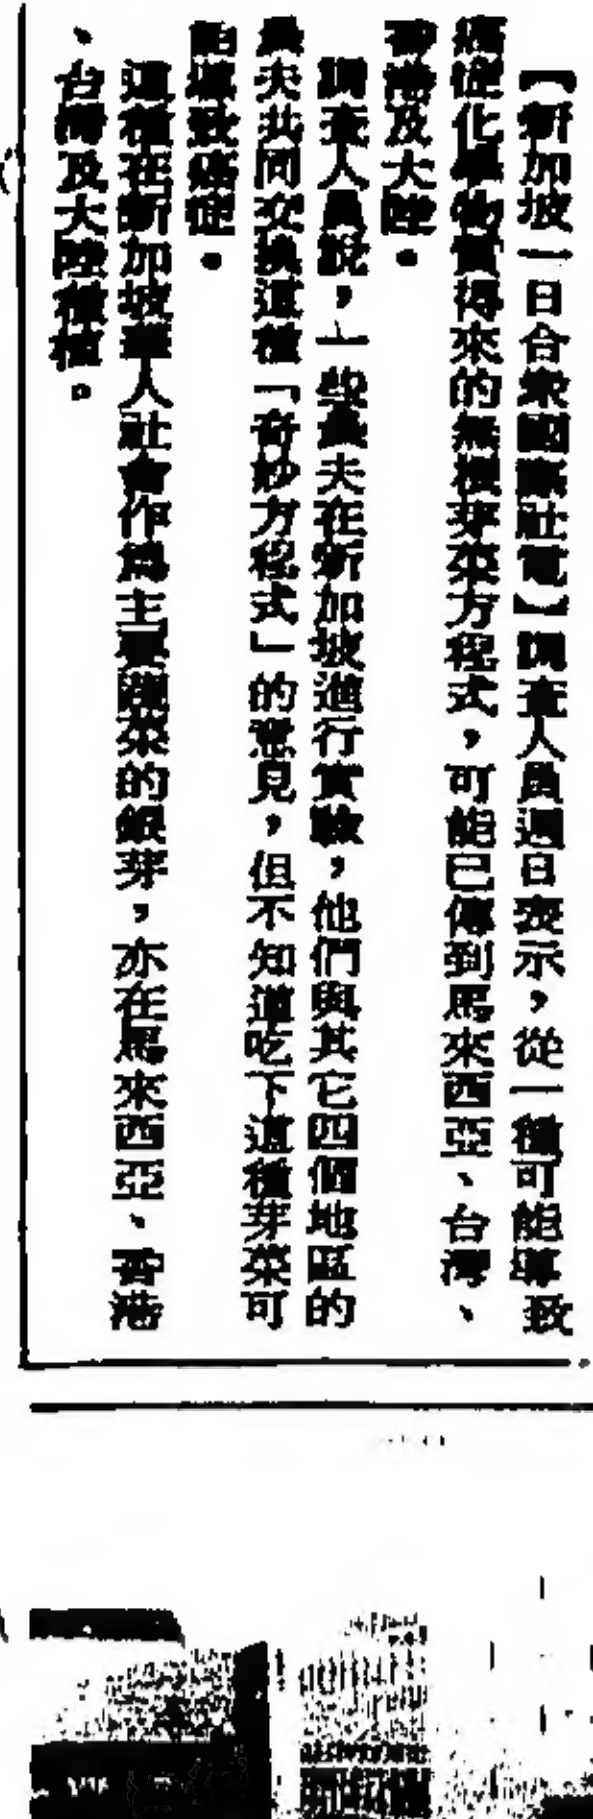 【新加坡一日合衆國際社電】調查人員週日表示，從一種可能導致
癌症化學物質得來的無根芽菜方程式，可能已傳到馬來西亞、台灣、
香港及大陸。
調查人員說，一些農夫在新加坡進行實驗，他們與其它四個地區的
農夫共同交換這種「奇妙方程式」的意見，但不知道吃下這種芽菜可
能導致癌症。
這種在新加坡華人社會作爲主要蔬菜的銀芽，亦在馬來西亞、香港
、台灣及大陸種植。